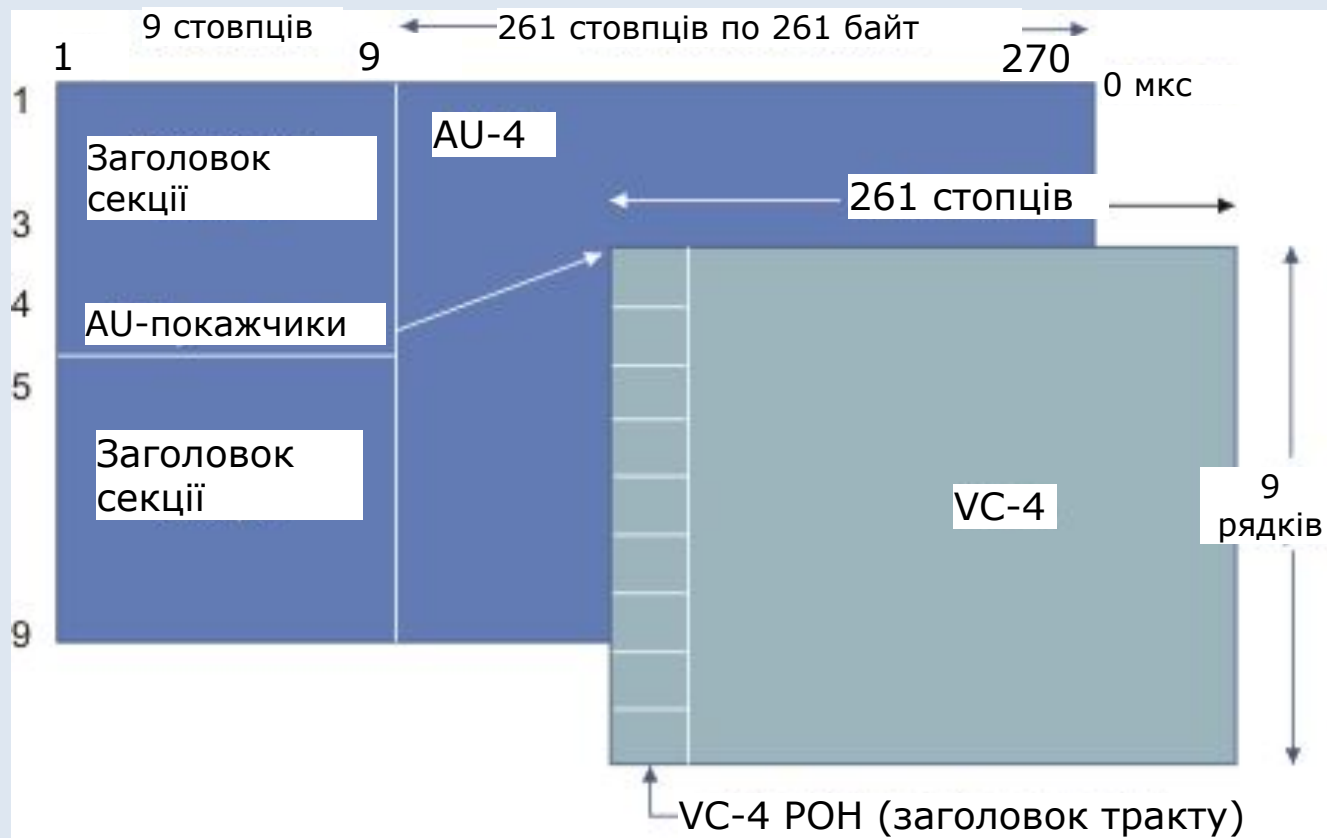 9 стовпців
261 стовпців по 261 байт
1
9
270
0 мкс
1
Заголовок
секції
AU-4
261 стопців
3
4
AU-покажчики
5
Заголовок
секції
VC-4
9
рядків
9
VC-4 POH (заголовок тракту)